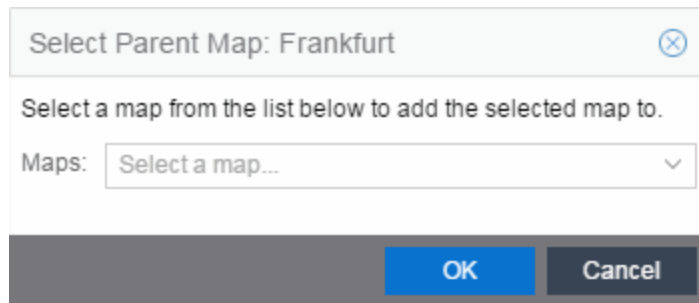 Select Parent Map: Frankfurt
Select a map from the list below to add the selected map to.
Maps: Select a map...
OK Cancel